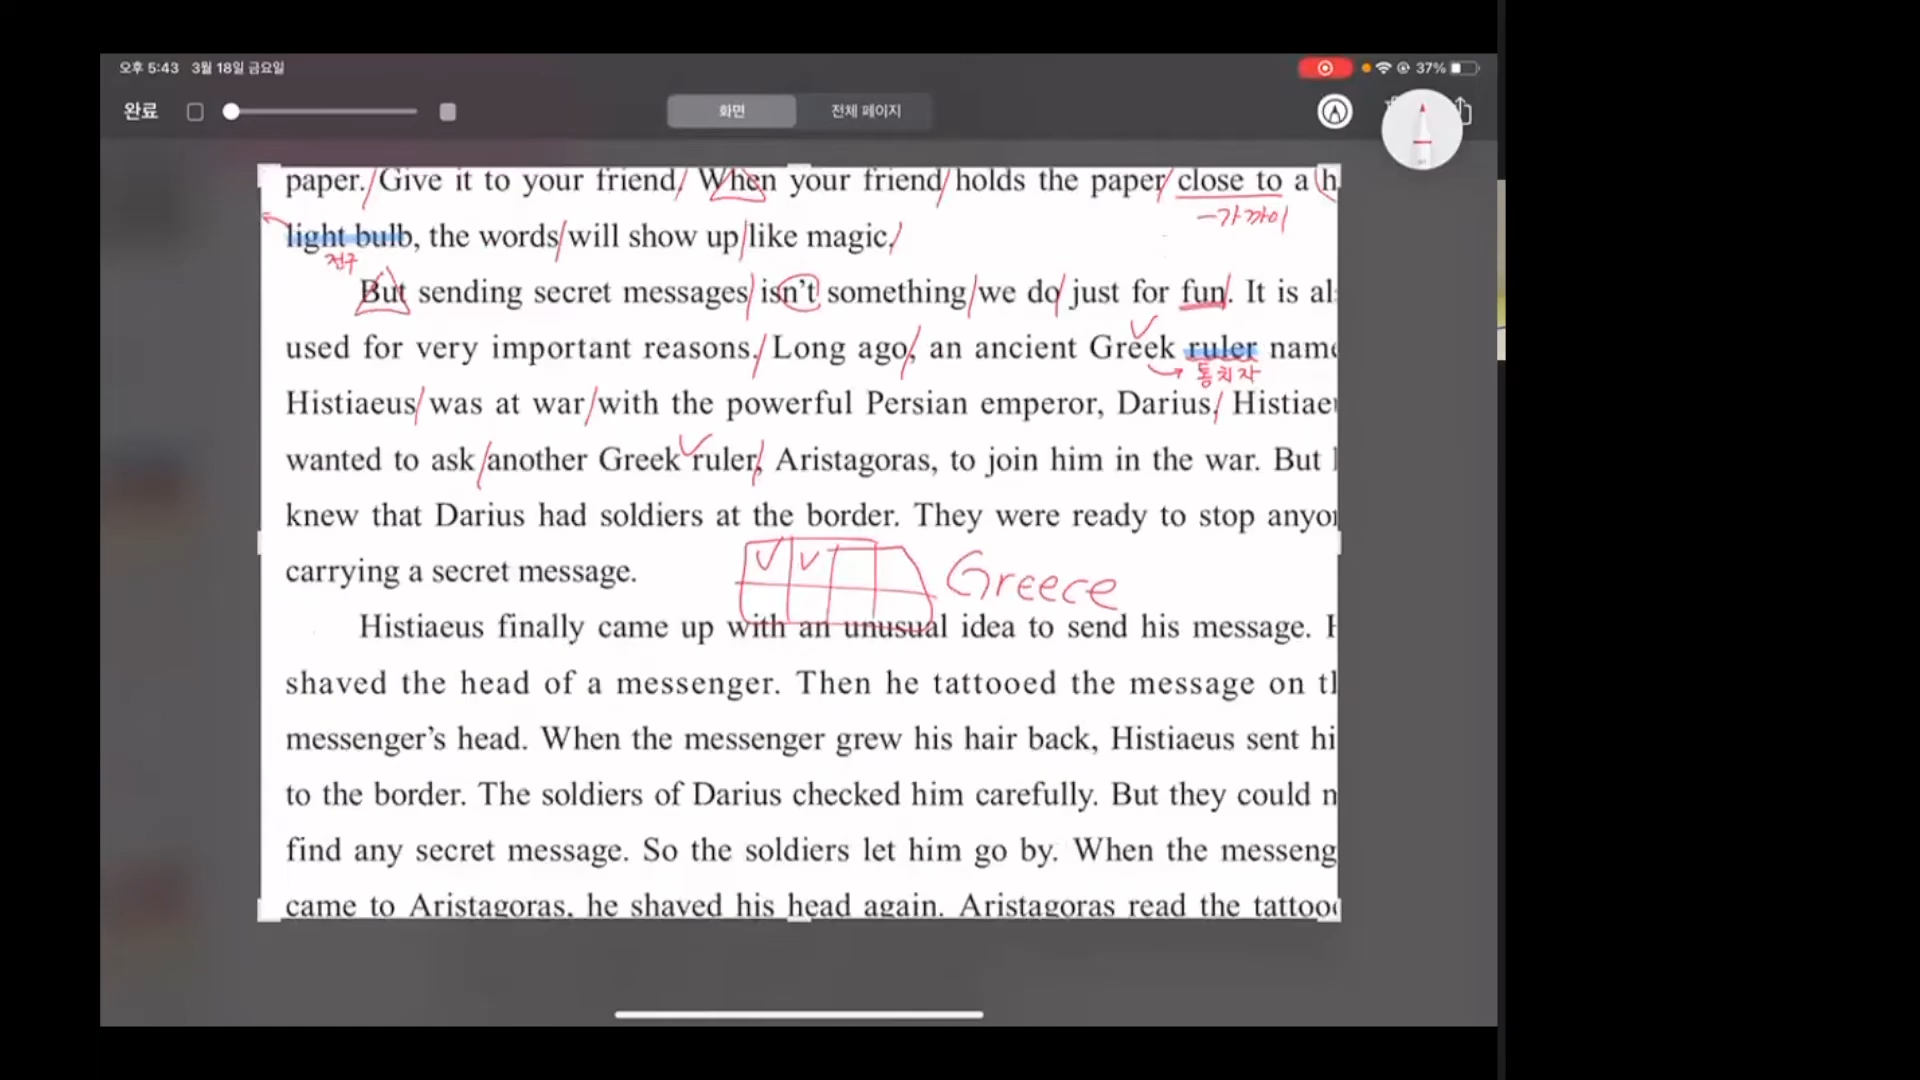 오후 5:43 3월 18일 금요일 37%
완료 화면 전체 페이지
paper. Give it to your friend. When your friend holds the paper close to a h
-가까이
light bulb, the words will show up like magic.
전구
But sending secret messages isn't something we do just for fun. It is al
used for very important reasons. Long ago, an ancient Greek ruler name
통치자
Histiaeus was at war with the powerful Persian emperor, Darius. Histiae
wanted to ask another Greek ruler, Aristagoras, to join him in the war. But
knew that Darius had soldiers at the border. They were ready to stop anyo
carrying a secret message.
Greece
Histiaeus finally came up with an unusual idea to send his message. H
shaved the head of a messenger. Then he tattooed the message on t
messenger's head. When the messenger grew his hair back, Histiaeus sent hi
to the border. The soldiers of Darius checked him carefully. But they could n
find any secret message. So the soldiers let him go by. When the messeng
came to Aristagoras, he shaved his head again. Aristagoras read the tattoo